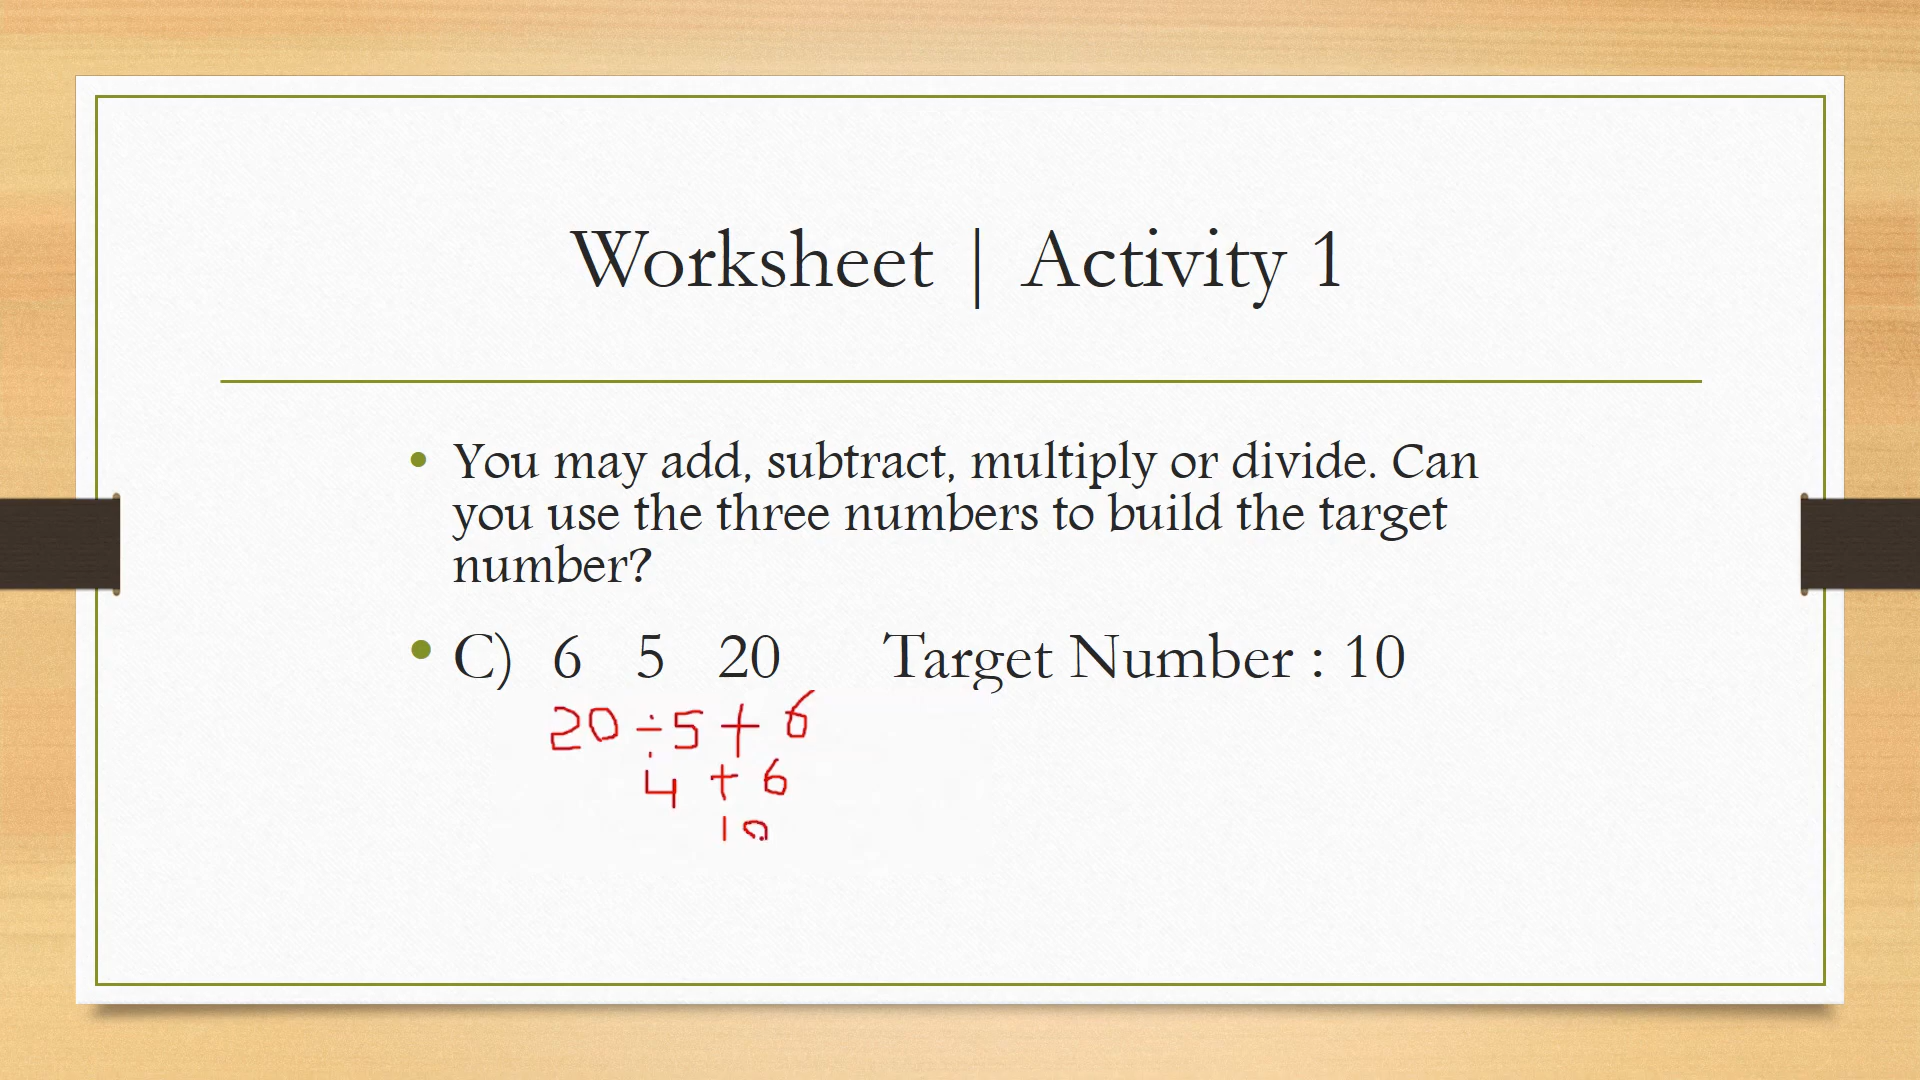 Worksheet | Activity 1
• You may add, subtract, multiply or divide. Can
you use the three numbers to build the target
number?
• C) 6 5 20 Target Number : 10
20 ÷ 5 + 6
4 + 6
10